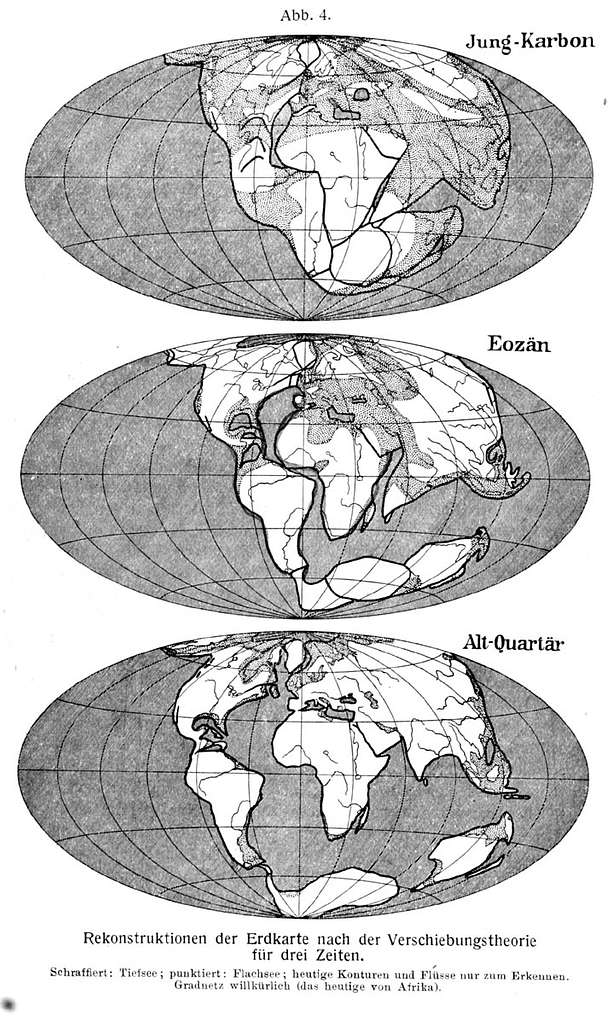 Abb. 4.
Jung-Karbon
Eozän
Alt-Quartär
Rekonstruktionen der Erdkarte nach der Verschiebungstheorie
für drei Zeiten.
Schraffiert: Tiefsee; punktiert: Flachsee; heutige Konturen und Flüsse nur zum Erkennen.
Gradnetz willkürlich (das heutige von Afrika).